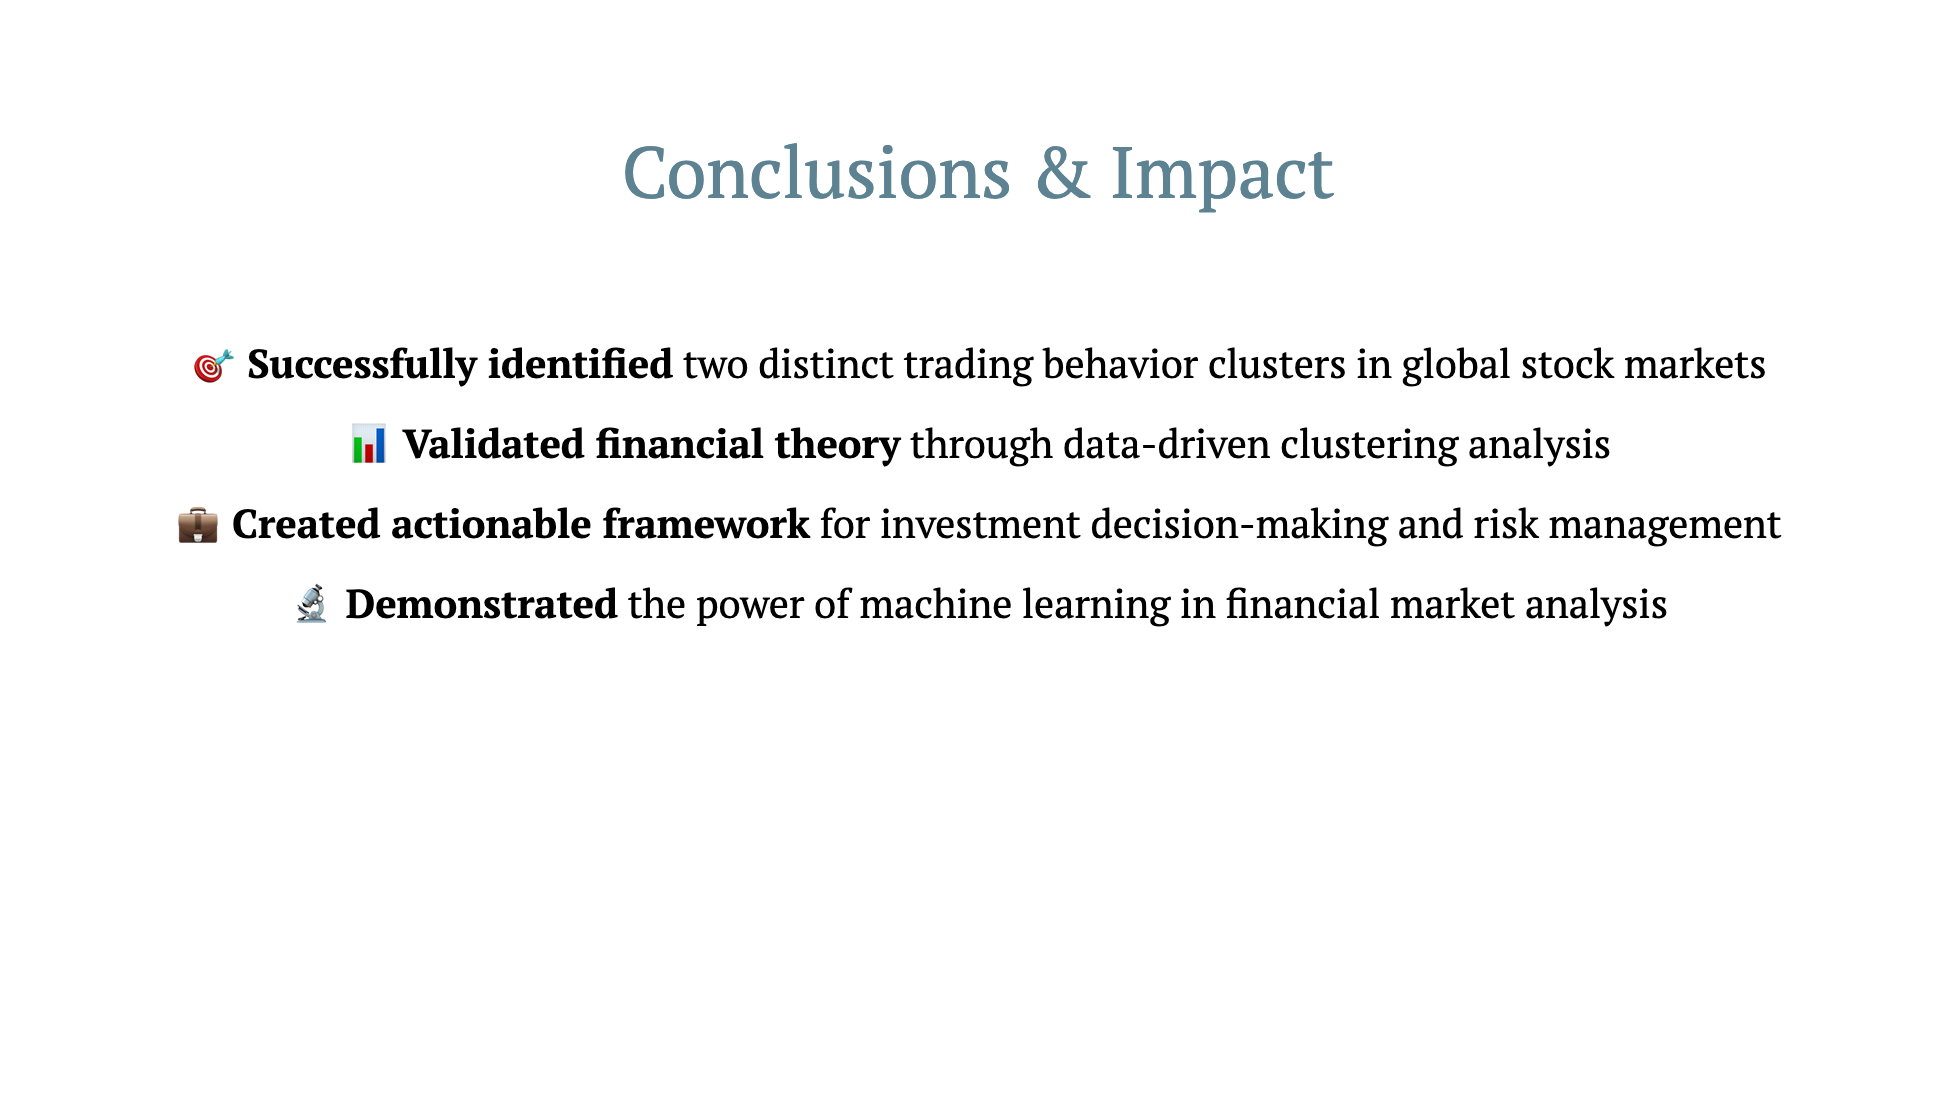 Conclusions & Impact
🎯 Successfully identified two distinct trading behavior clusters in global stock markets
📊 Validated financial theory through data-driven clustering analysis
💼 Created actionable framework for investment decision-making and risk management
🔬 Demonstrated the power of machine learning in financial market analysis